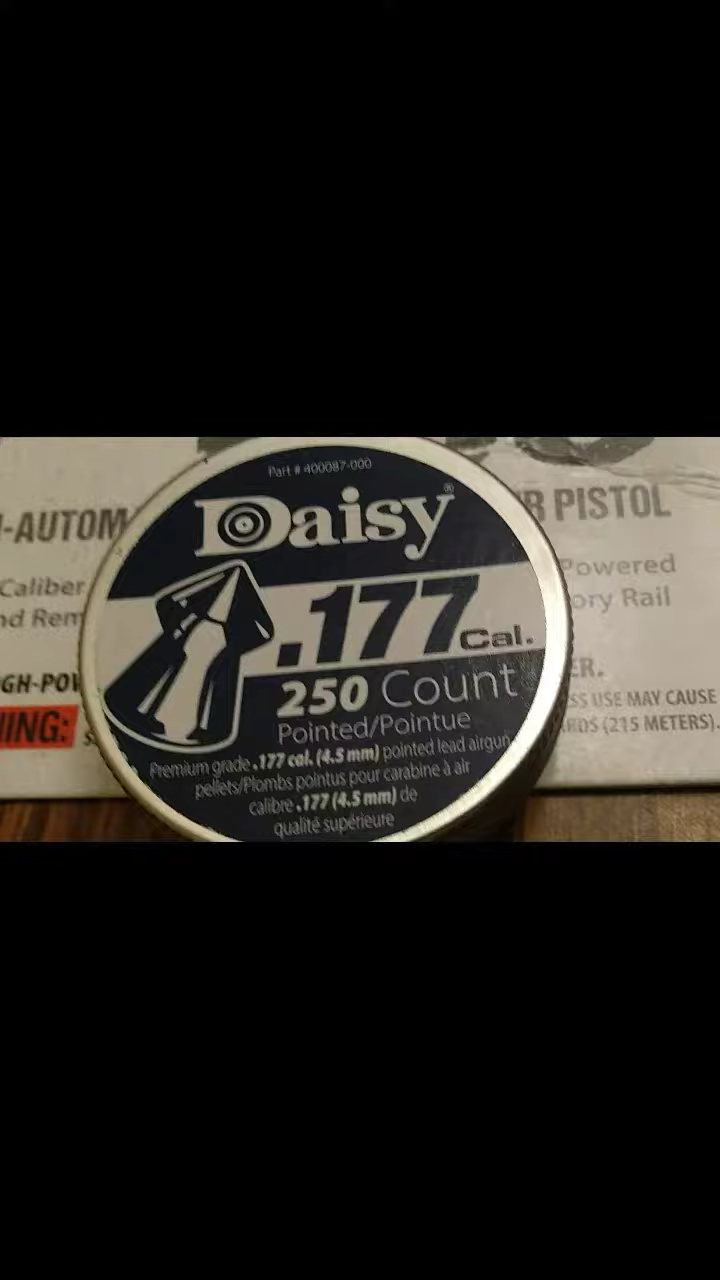 Part # 400087-000
Daisy®
.177 Cal.
250 Count
Pointed/Pointue
Premium grade .177 cal. (4.5 mm) pointed lead airgun
pellets/Plombs pointus pour carabine à air
calibre .177 (4.5 mm) de
qualité supérieure
-AUTOM
Caliber
nd Rem
GH-POW
NING:
R PISTOL
Powered
ory Rail
ER.
SS USE MAY CAUSE
RDS (215 METERS).